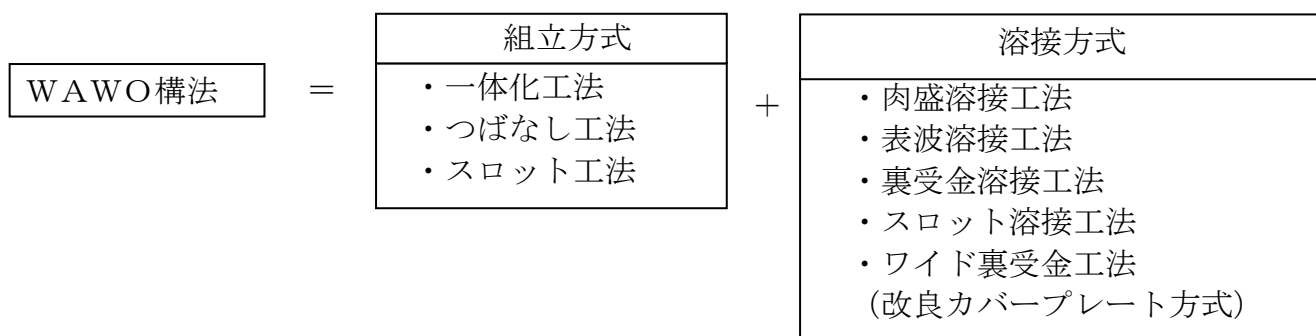 WAWO構法
=
組立方式
・一体化工法
・つばなし工法
・スロット工法
+
溶接方式
・肉盛溶接工法
・表波溶接工法
・裏受金溶接工法
・スロット溶接工法
・ワイド裏受金工法
(改良カバープレート方式)